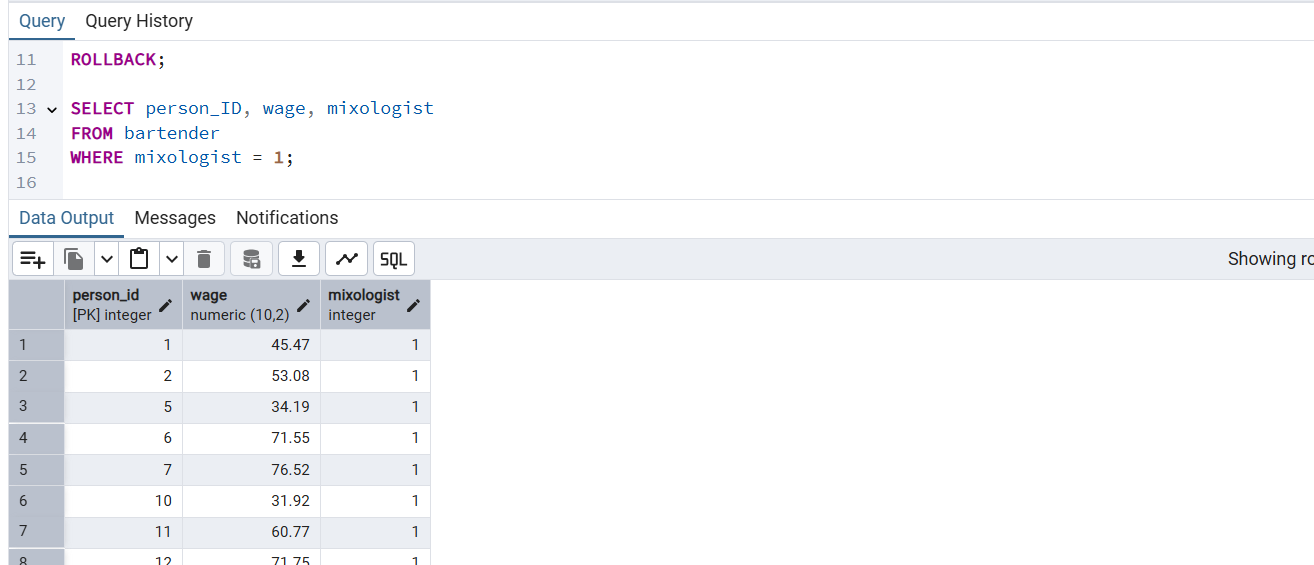 Query Query History
11 ROLLBACK;
12
13 SELECT person_ID, wage, mixologist
14 FROM bartender
15 WHERE mixologist = 1;
16
Data Output Messages Notifications
SQL Showing ro
person_id wage mixologist
[PK] integer numeric (10,2) integer
1 1 45.47 1
2 2 53.08 1
3 5 34.19 1
4 6 71.55 1
5 7 76.52 1
6 10 31.92 1
7 11 60.77 1
8 12 71.75 1